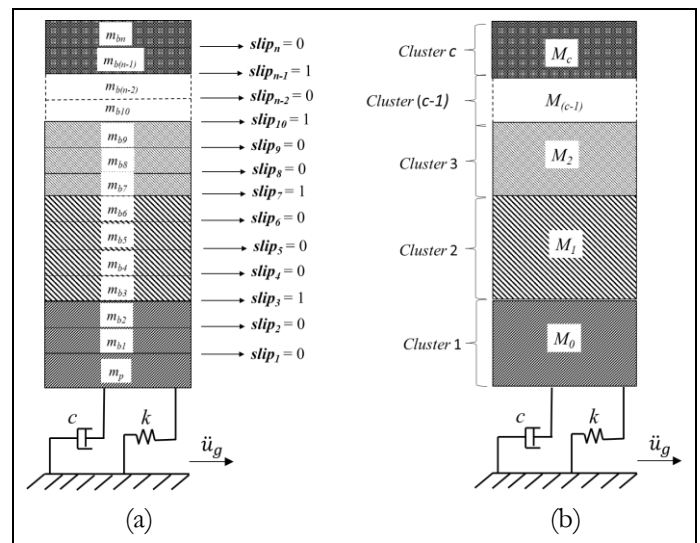 m_bn
slip_n = 0
m_b(n-1)
slip_n-1 = 1
m_b(n-2)
slip_n-2 = 0
m_b10
slip_10 = 1
m_b9
slip_9 = 0
m_b8
slip_8 = 0
m_b7
slip_7 = 1
m_b6
slip_6 = 0
m_b5
slip_5 = 0
m_b4
slip_4 = 0
m_b3
slip_3 = 1
m_b2
slip_2 = 0
m_b1
slip_1 = 0
m_p
c
k
ü_g
(a)
Cluster c
M_c
Cluster (c-1)
M_(c-1)
Cluster 3
M_2
Cluster 2
M_1
Cluster 1
M_0
c
k
ü_g
(b)